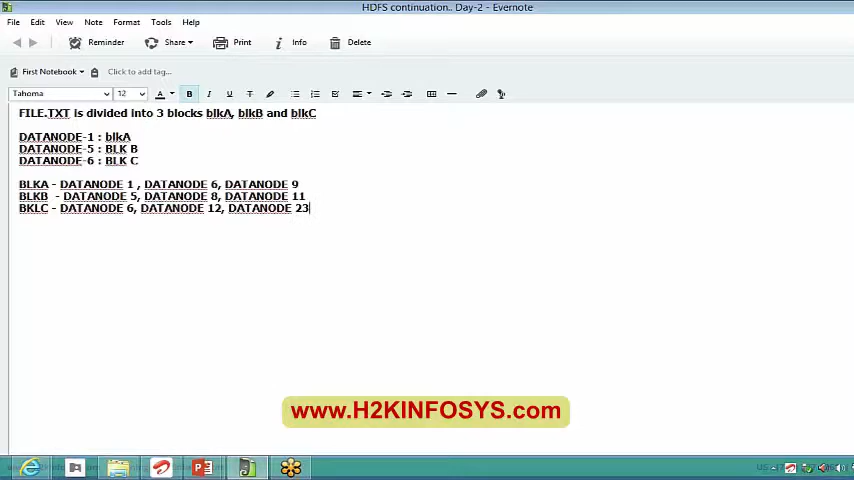 HDFS continuation.. Day-2 - Evernote
File Edit View Note Format Tools Help
Reminder Share Print Info Delete
First Notebook Click to add tag...
Tahoma 12 A B I U T
FILE.TXT is divided into 3 blocks blkA, blkB and blkC
DATANODE-1 : blkA
DATANODE-5 : BLK B
DATANODE-6 : BLK C
BLKA - DATANODE 1 , DATANODE 6, DATANODE 9
BLKB - DATANODE 5, DATANODE 8, DATANODE 11
BKLC - DATANODE 6, DATANODE 12, DATANODE 23
www.H2KINFOSYS.com